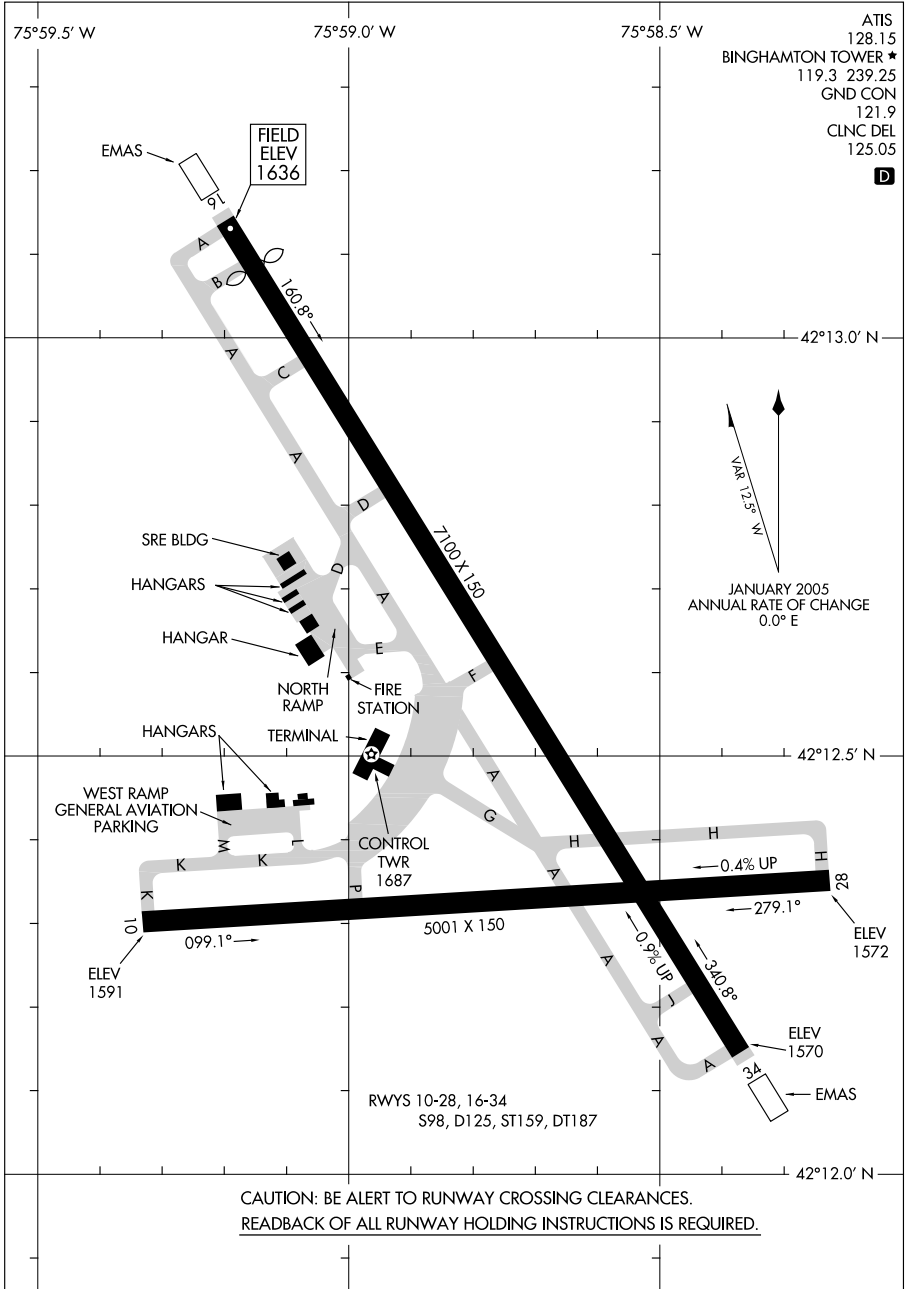 75°59.5' W
75°59.0' W
75°58.5' W
ATIS
128.15
BINGHAMTON TOWER ★
119.3 239.25
GND CON
121.9
CLNC DEL
125.05
D
EMAS
FIELD
ELEV
1636
16
A
B
160.8°
42°13.0' N
A
C
A
VAR 12.5° W
D
7100 X 150
SRE BLDG
HANGARS
D
A
JANUARY 2005
ANNUAL RATE OF CHANGE
0.0° E
HANGAR
E
F
NORTH
RAMP
FIRE
STATION
HANGARS
TERMINAL
42°12.5' N
A
WEST RAMP
GENERAL AVIATION
PARKING
G
H
H
M
L
K
K
CONTROL
TWR
1687
H
A
0.4% UP
K
P
28
279.1°
10
099.1°
5001 X 150
ELEV
1572
ELEV
1591
A
0.9% UP
340.8°
J
A
A
ELEV
1570
34
EMAS
RWYS 10-28, 16-34
S98, D125, ST159, DT187
42°12.0' N
CAUTION: BE ALERT TO RUNWAY CROSSING CLEARANCES.
READBACK OF ALL RUNWAY HOLDING INSTRUCTIONS IS REQUIRED.